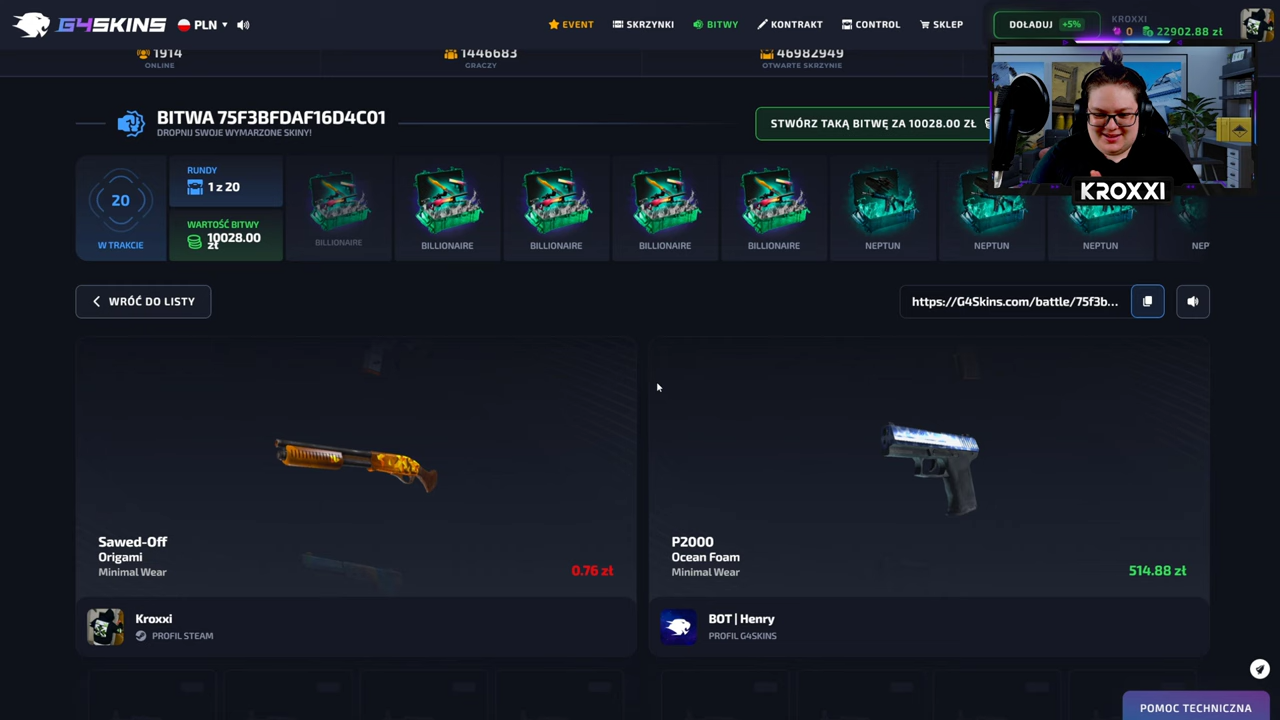 G4SKINS
PLN
EVENT
SKRZYNKI
BITWY
KONTRAKT
CONTROL
SKLEP
DOŁADUJ +5%
KROXXI
0 22902.88 zł
1914
ONLINE
1446683
GRACZY
46982949
OTWARTE SKRZYNIE
BITWA 75F3BFDAF16D4C01
DROPNIJ SWOJE WYMARZONE SKINY!
STWÓRZ TAKĄ BITWĘ ZA 10028.00 ZŁ
KROXXI
20
W TRAKCIE
RUNDY
1 z 20
WARTOŚĆ BITWY
10028.00
zł
BILLIONAIRE
BILLIONAIRE
BILLIONAIRE
BILLIONAIRE
BILLIONAIRE
NEPTUN
NEPTUN
NEPTUN
NEP
WRÓĆ DO LISTY
https://G4Skins.com/battle/75f3b...
Sawed-Off
Origami
Minimal Wear
0.76 zł
P2000
Ocean Foam
Minimal Wear
514.88 zł
Kroxxi
PROFIL STEAM
BOT | Henry
PROFIL G4SKINS
POMOC TECHNICZNA